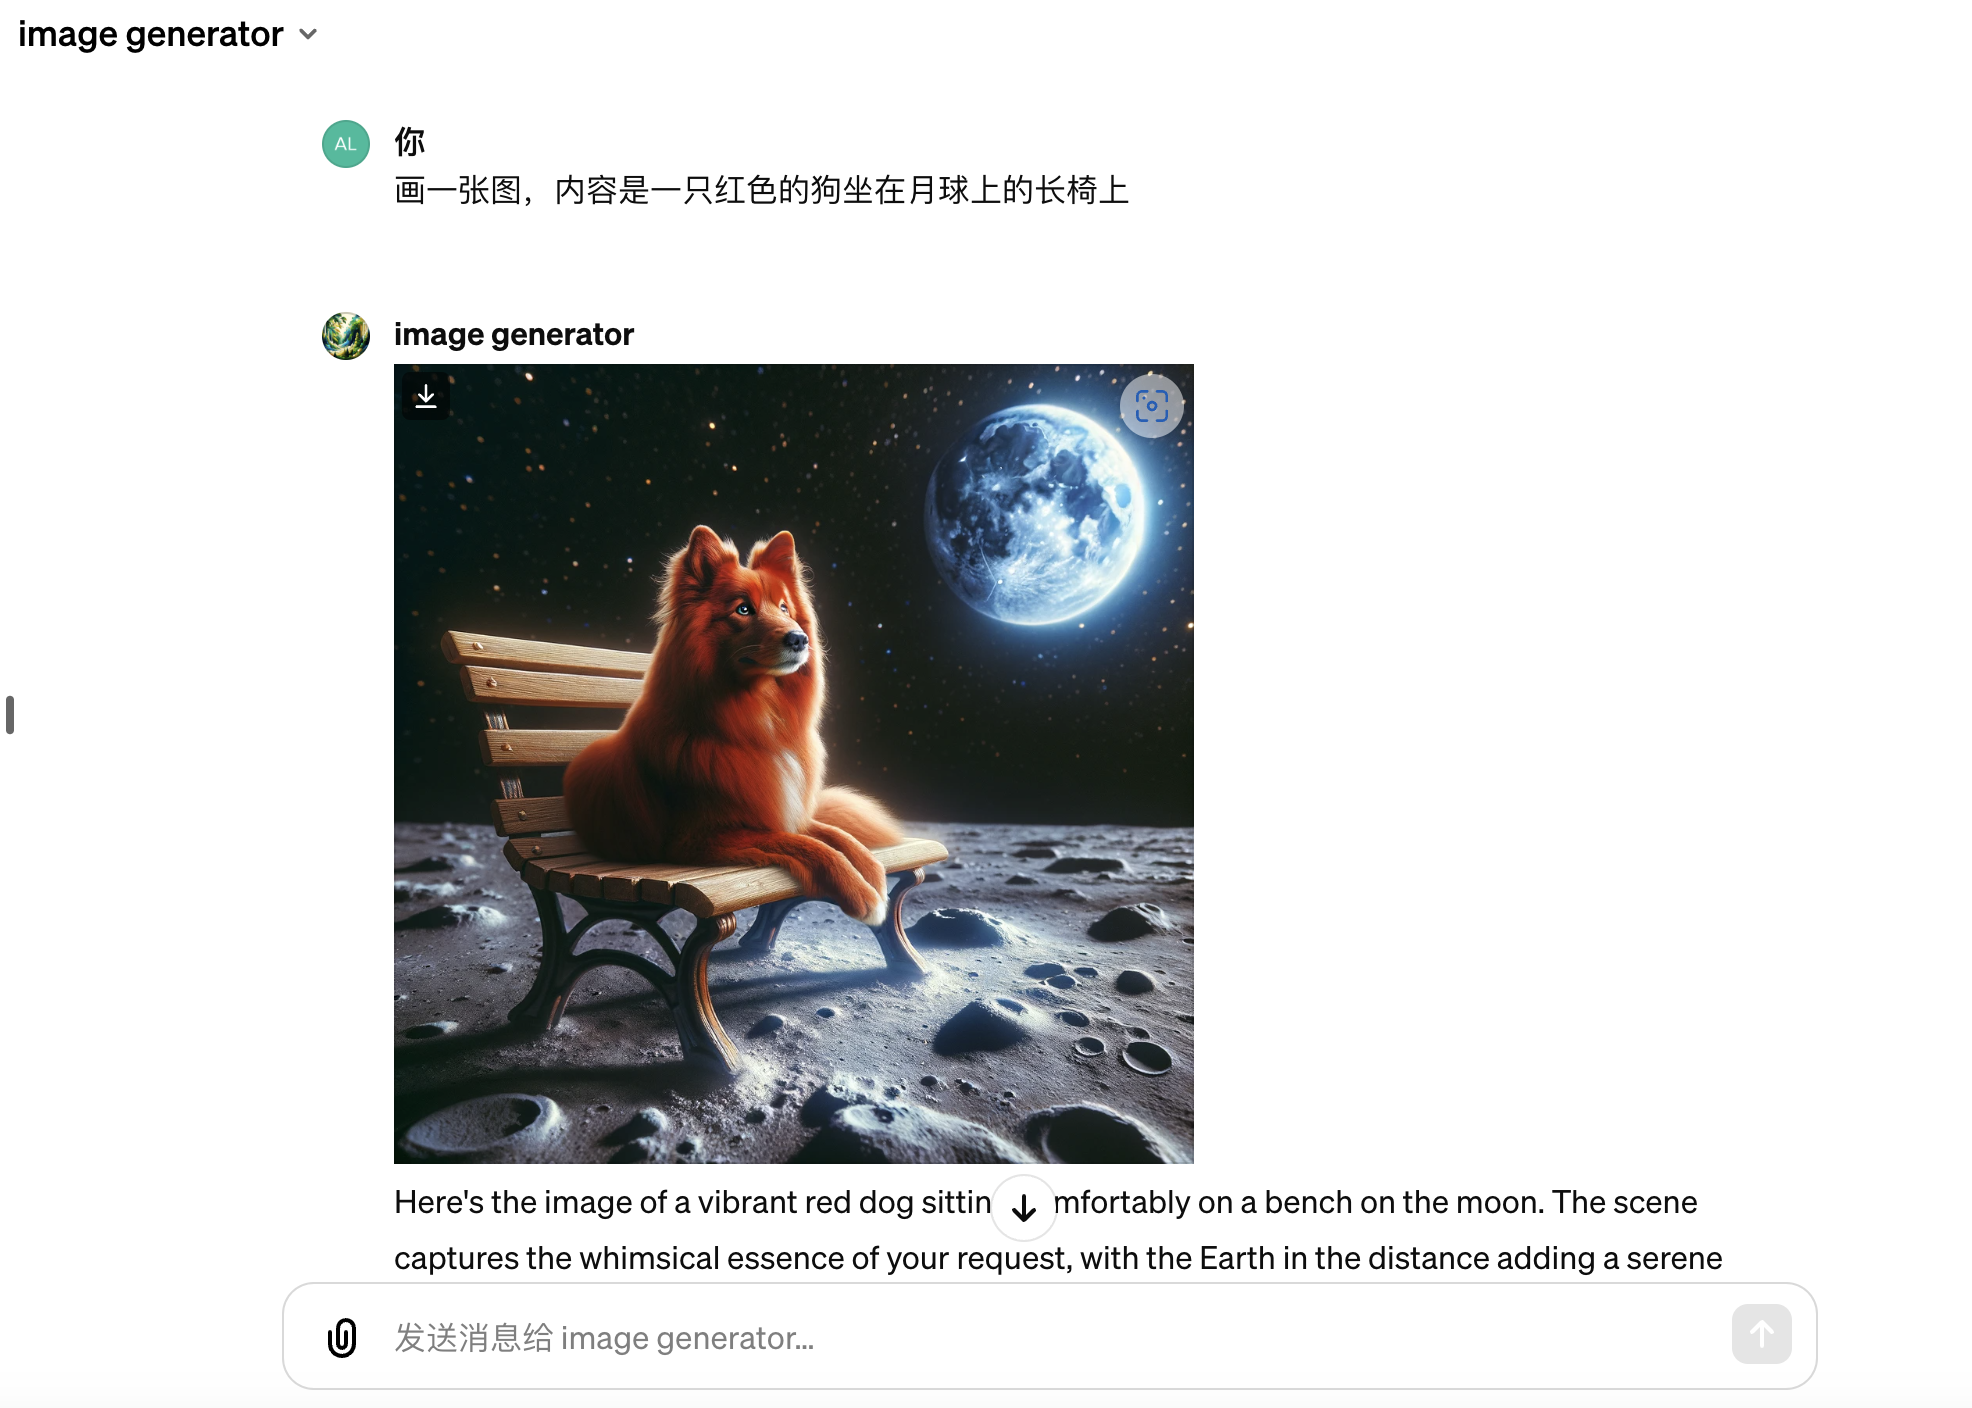 image generator
AL
你
画一张图，内容是一只红色的狗坐在月球上的长椅上
image generator
Here's the image of a vibrant red dog sittin mfortably on a bench on the moon. The scene
captures the whimsical essence of your request, with the Earth in the distance adding a serene
发送消息给 image generator...